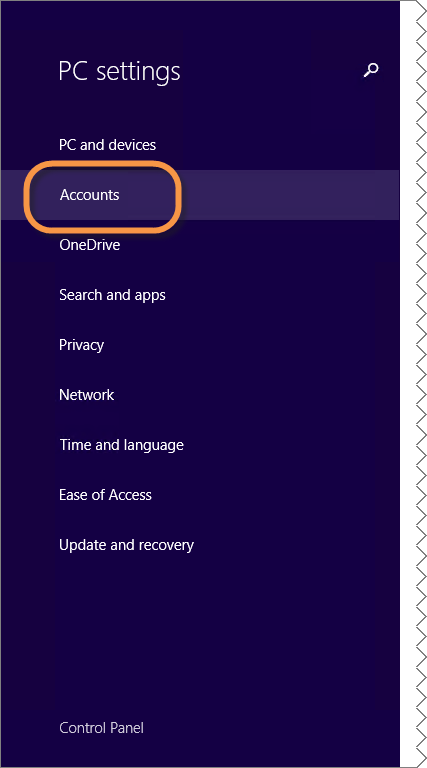 PC settings
PC and devices
Accounts
OneDrive
Search and apps
Privacy
Network
Time and language
Ease of Access
Update and recovery
Control Panel